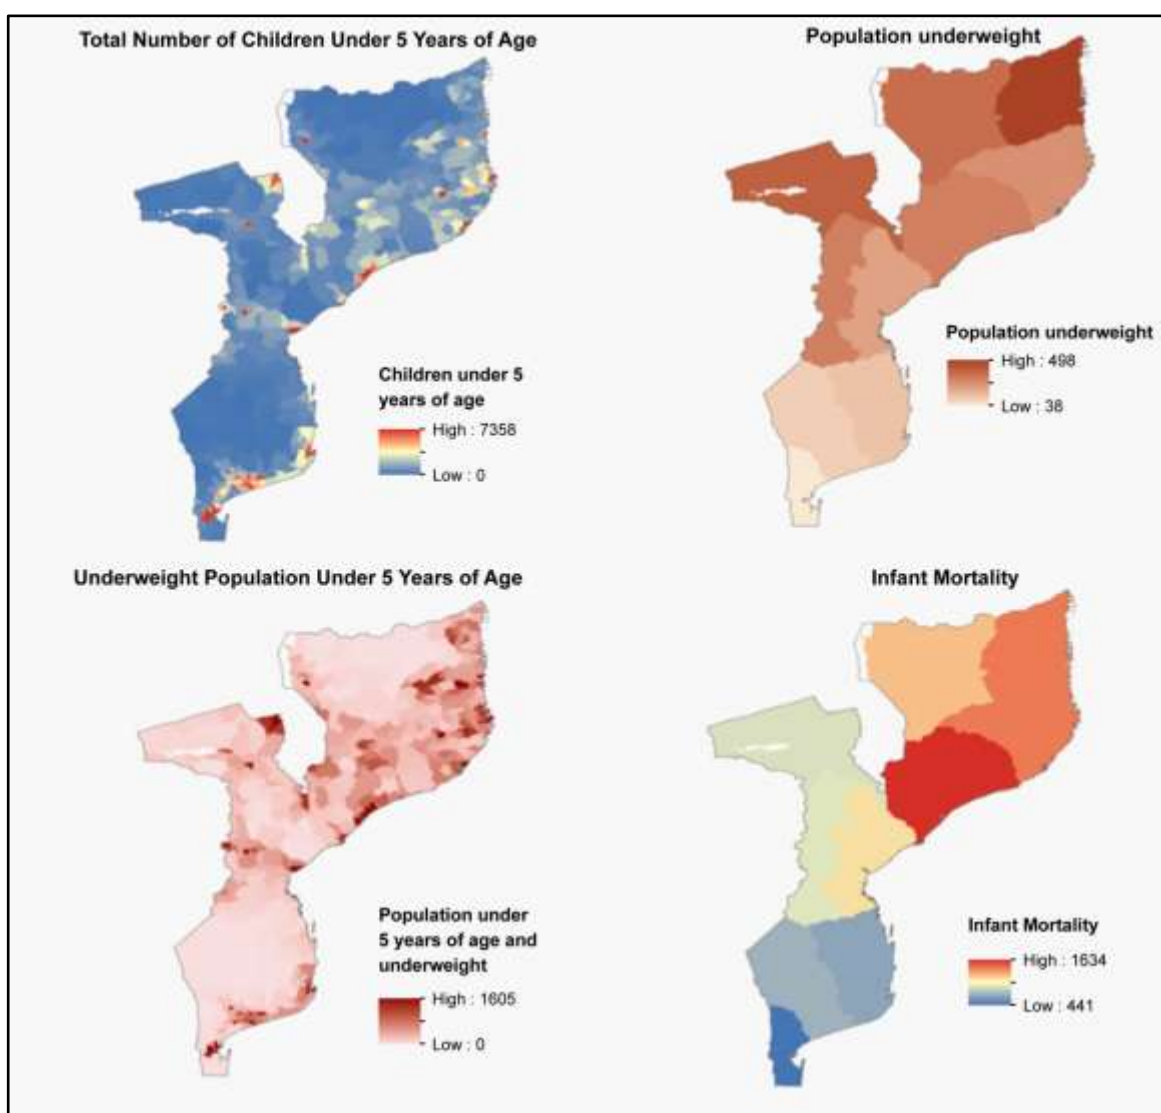 Total Number of Children Under 5 Years of Age
Population underweight
Children under 5
years of age
High : 7358
Low : 0
Population underweight
High : 498
Low : 38
Underweight Population Under 5 Years of Age
Infant Mortality
Population under
5 years of age and
underweight
High : 1605
Low : 0
Infant Mortality
High : 1634
Low : 441